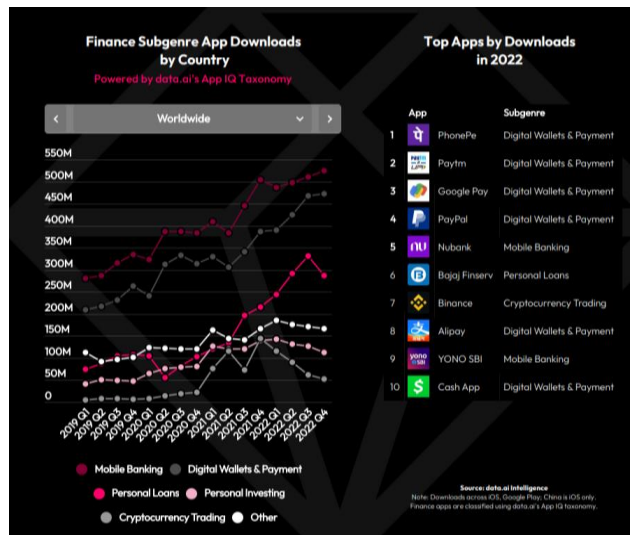 Finance Subgenre App Downloads
by Country
Powered by data.ai's App IQ Taxonomy
Worldwide
550M
500M
450M
400M
350M
300M
250M
200M
150M
100M
50M
0
2019 Q1
2019 Q2
2019 Q3
2019 Q4
2020 Q1
2020 Q2
2020 Q3
2020 Q4
2021 Q1
2021 Q2
2021 Q3
2021 Q4
2022 Q1
2022 Q2
2022 Q3
2022 Q4
Mobile Banking
Digital Wallets & Payment
Personal Loans
Personal Investing
Cryptocurrency Trading
Other
Top Apps by Downloads
in 2022
App Subgenre
1 पे PhonePe Digital Wallets & Payment
2 Paytm Digital Wallets & Payment
3 Google Pay Digital Wallets & Payment
4 PayPal Digital Wallets & Payment
5 nu Nubank Mobile Banking
6 B Bajaj Finserv Personal Loans
7 Binance Cryptocurrency Trading
8 Alipay Digital Wallets & Payment
9 yono SBI YONO SBI Mobile Banking
10 $ Cash App Digital Wallets & Payment
Source: data.ai Intelligence
Note: Downloads across iOS, Google Play; China is iOS only.
Finance apps are classified using data.ai's App IQ taxonomy.